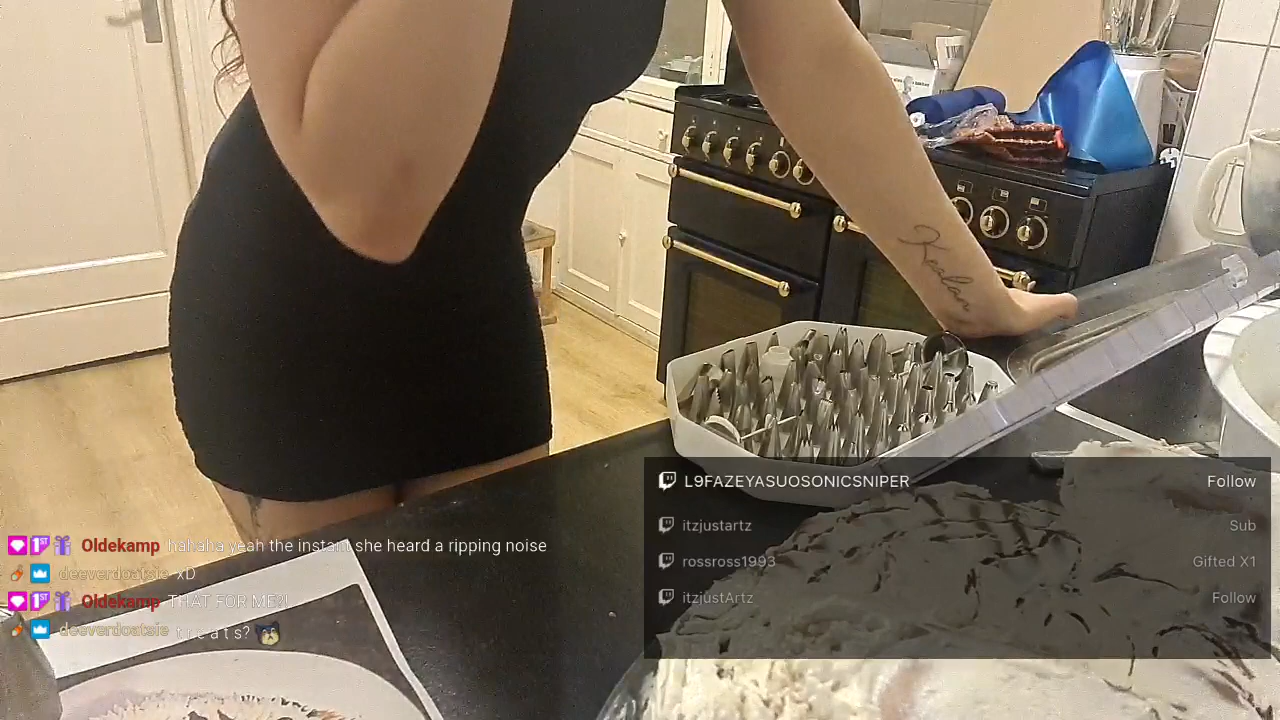 Kealan
L9FAZEYASUOSONICSNIPER Follow
itzjustartz Sub
rossross1993 Gifted X1
itzjustArtz Follow
Oldekamp hahaha yeah the instant she heard a ripping noise
deeverdoatsie xD
Oldekamp THAT FOR ME?!
deeverdoatsie t r e a t s?